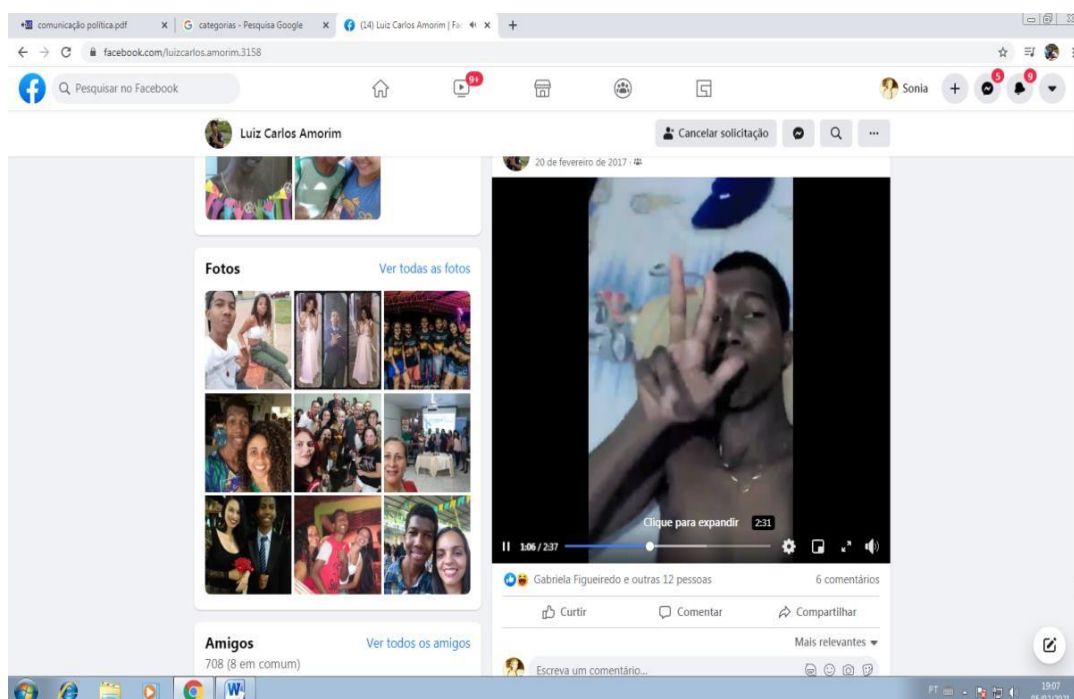 comunicação política.pdf
categorias - Pesquisa Google
(14) Luiz Carlos Amorim | Fac
facebook.com/luizcarlos.amorim.3158
Pesquisar no Facebook
9+
Sonia
5
9
Luiz Carlos Amorim
Cancelar solicitação
20 de fevereiro de 2017
Fotos
Ver todas as fotos
Clique para expandir
2:31
1:06 / 2:37
Gabriela Figueiredo e outras 12 pessoas
6 comentários
Curtir
Comentar
Compartilhar
Mais relevantes
Amigos
Ver todos os amigos
708 (8 em comum)
Escreva um comentário...
PT
19:07